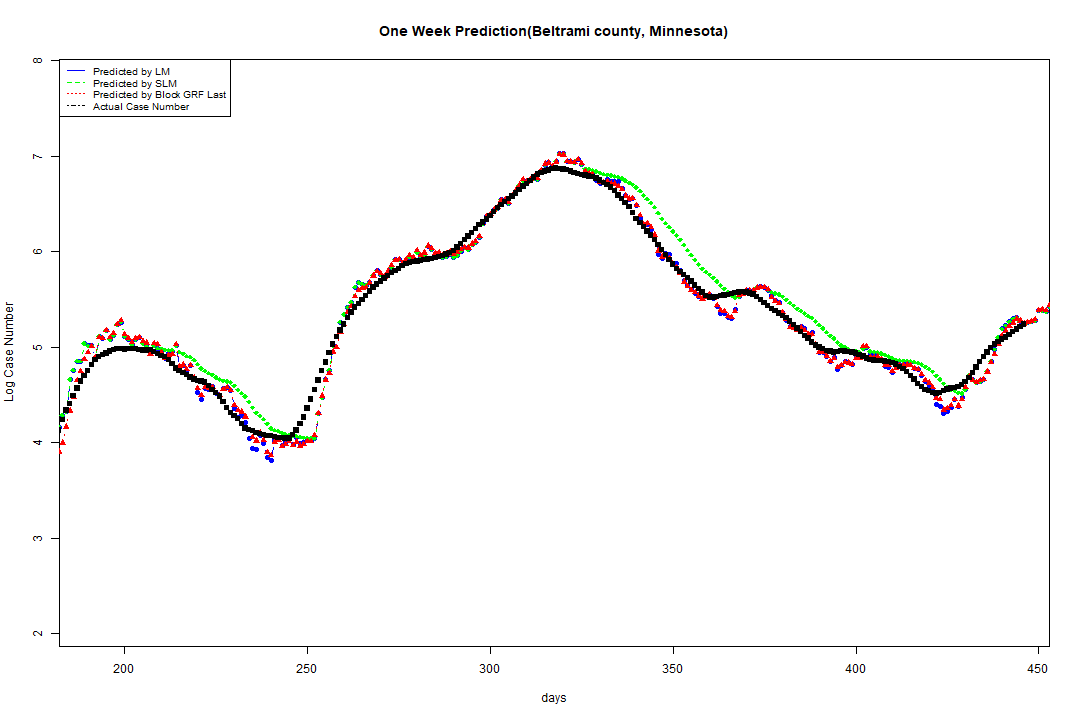 One Week Prediction(Beltrami county, Minnesota)
Predicted by LM
Predicted by SLM
Predicted by Block GRF Last
Actual Case Number
8
7
6
5
4
3
2
Log Case Number
200 250 300 350 400 450
days